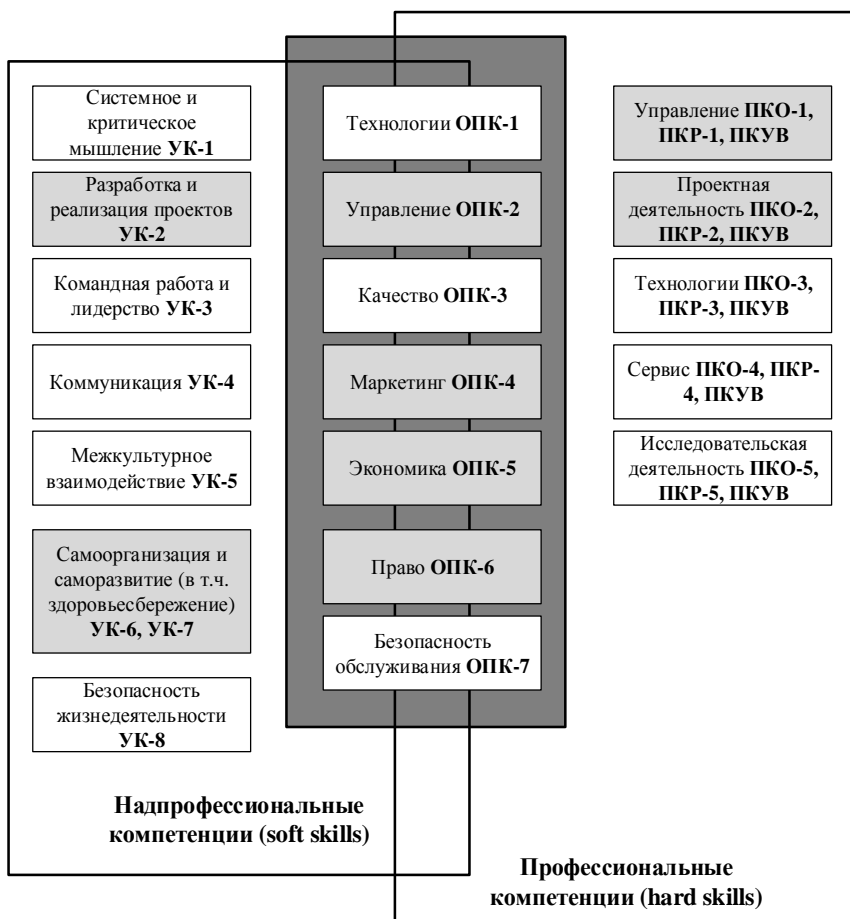 Системное и
критическое
мышление УК-1
Разработка и
реализация проектов
УК-2
Командная работа и
лидерство УК-3
Коммуникация УК-4
Межкультурное
взаимодействие УК-5
Самоорганизация и
саморазвитие (в т.ч.
здоровьесбережение)
УК-6, УК-7
Безопасность
жизнедеятельности
УК-8
Технологии ОПК-1
Управление ОПК-2
Качество ОПК-3
Маркетинг ОПК-4
Экономика ОПК-5
Право ОПК-6
Безопасность
обслуживания ОПК-7
Управление ПКО-1,
ПКР-1, ПКУВ
Проектная
деятельность ПКО-2,
ПКР-2, ПКУВ
Технологии ПКО-3,
ПКР-3, ПКУВ
Сервис ПКО-4, ПКР-
4, ПКУВ
Исследовательская
деятельность ПКО-5,
ПКР-5, ПКУВ
Надпрофессиональные
компетенции (soft skills)
Профессиональные
компетенции (hard skills)